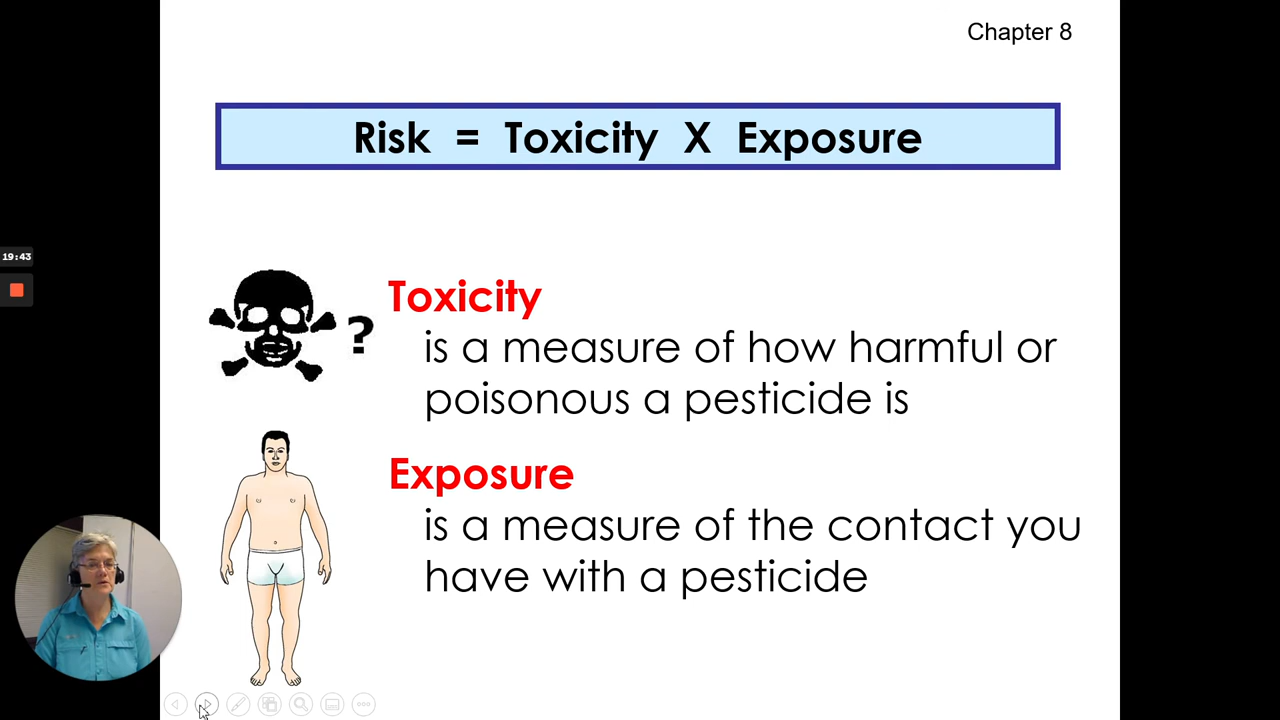 Chapter 8
Risk = Toxicity X Exposure
19:43
?
Toxicity
is a measure of how harmful or
poisonous a pesticide is
Exposure
is a measure of the contact you
have with a pesticide